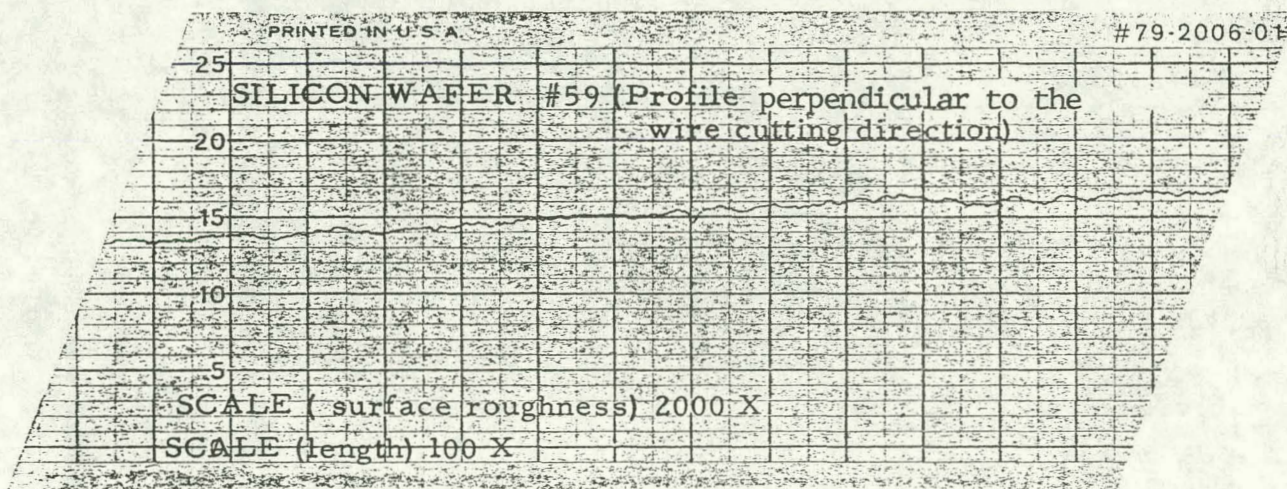 PRINTED IN U.S.A.
#79-2006-01
25
SILICON WAFER #59 (Profile perpendicular to the
wire cutting direction)
20
15
10
5
SCALE ( surface roughness) 2000 X
0
SCALE (length) 100 X